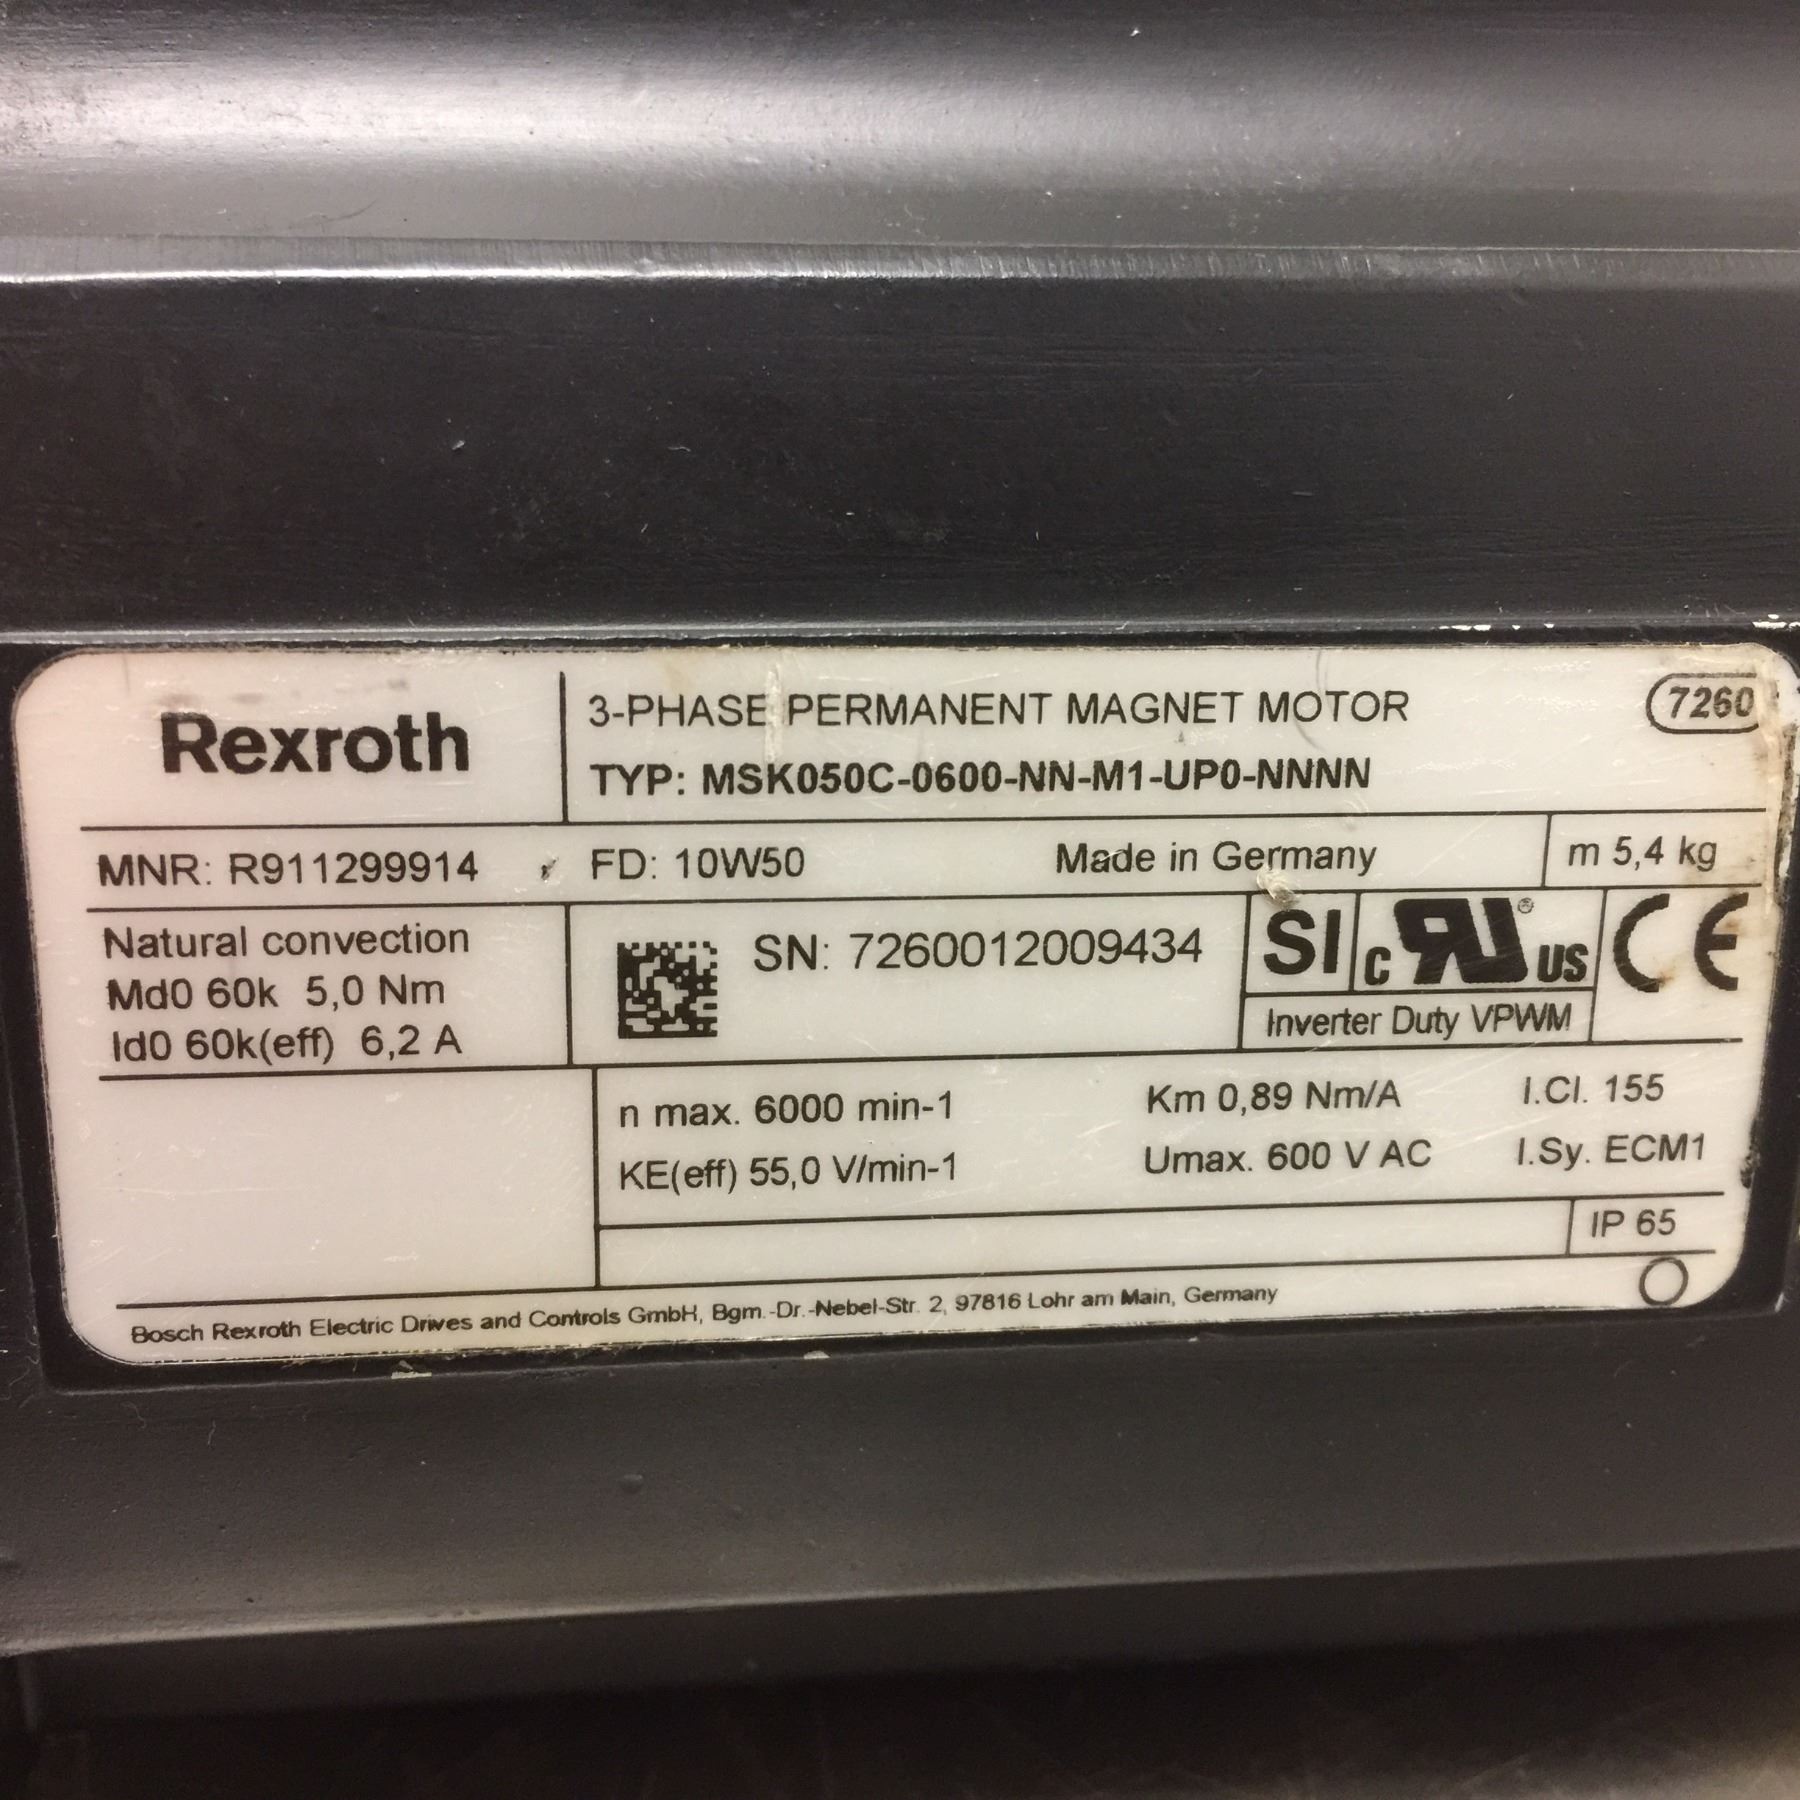 Rexroth
3-PHASE PERMANENT MAGNET MOTOR
7260
TYP: MSK050C-0600-NN-M1-UP0-NNNN
MNR: R911299914 FD: 10W50 Made in Germany m 5,4 kg
Natural convection
Md0 60k 5,0 Nm
Id0 60k(eff) 6,2 A
SN: 7260012009434
SI c RU ® US CE
Inverter Duty VPWM
n max. 6000 min-1 Km 0,89 Nm/A I.Cl. 155
KE(eff) 55,0 V/min-1 Umax. 600 V AC I.Sy. ECM1
IP 65
Bosch Rexroth Electric Drives and Controls GmbH, Bgm.-Dr.-Nebel-Str. 2, 97816 Lohr am Main, Germany